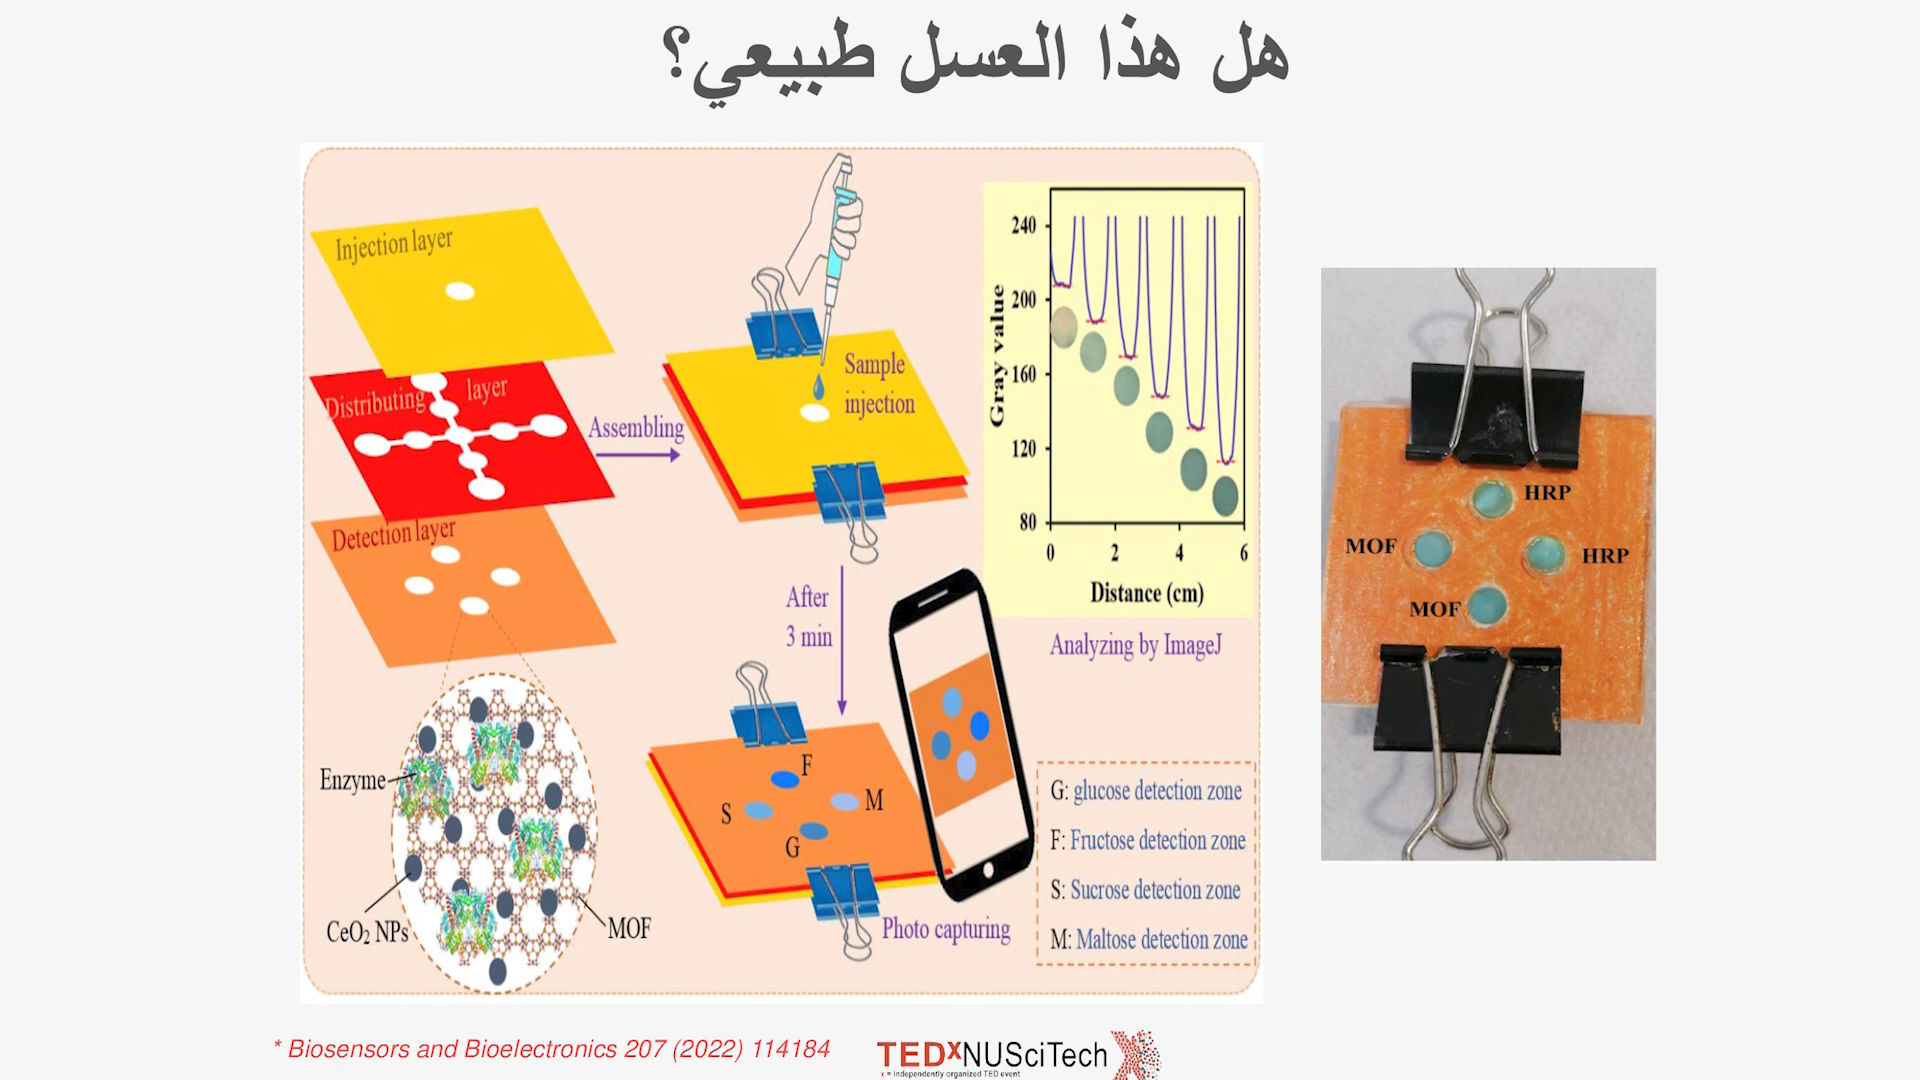 هل هذا العسل طبيعي؟
Injection layer
Distributing layer
Detection layer
Assembling
Sample
injection
After
3 min
Enzyme
CeO₂ NPs
MOF
F
S
M
G
Photo capturing
240
200
160
120
80
Gray value
0 2 4 6
Distance (cm)
Analyzing by ImageJ
G: glucose detection zone
F: Fructose detection zone
S: Sucrose detection zone
M: Maltose detection zone
HRP
MOF
HRP
MOF
* Biosensors and Bioelectronics 207 (2022) 114184
TEDxNUSciTech
x = independently organized TED event